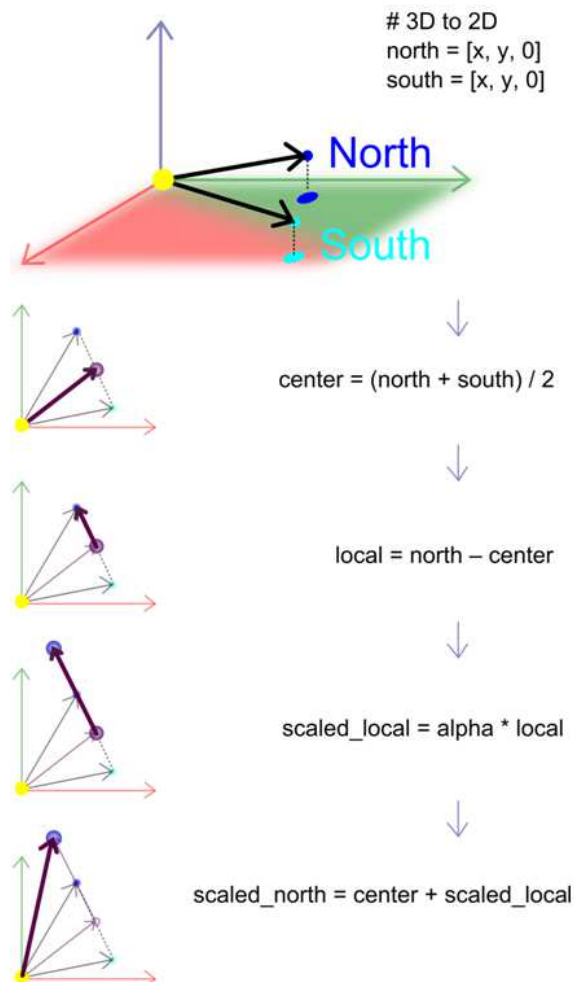 # 3D to 2D
north = [x, y, 0]
south = [x, y, 0]
North
South
center = (north + south) / 2
local = north – center
scaled_local = alpha * local
scaled_north = center + scaled_local